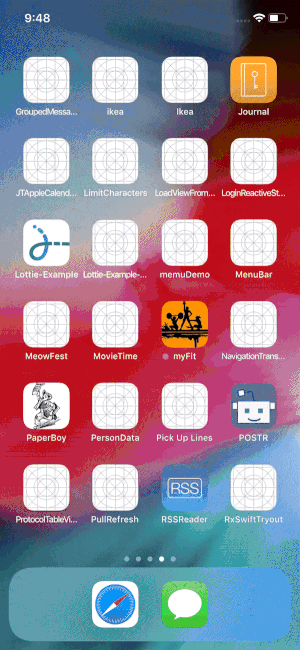 9:48
GroupedMessa...
ikea
Ikea
Journal
JTAppleCalend...
LimitCharacters
LoadViewFrom...
LoginReactiveSt...
Lottie-Example
Lottie-Example-...
memuDemo
MenuBar
MeowFest
MovieTime
myFit
NavigationTrans...
PaperBoy
PersonData
Pick Up Lines
POSTR
RSS
ProtocolTableVi...
PullRefresh
RSSReader
RxSwiftTryout